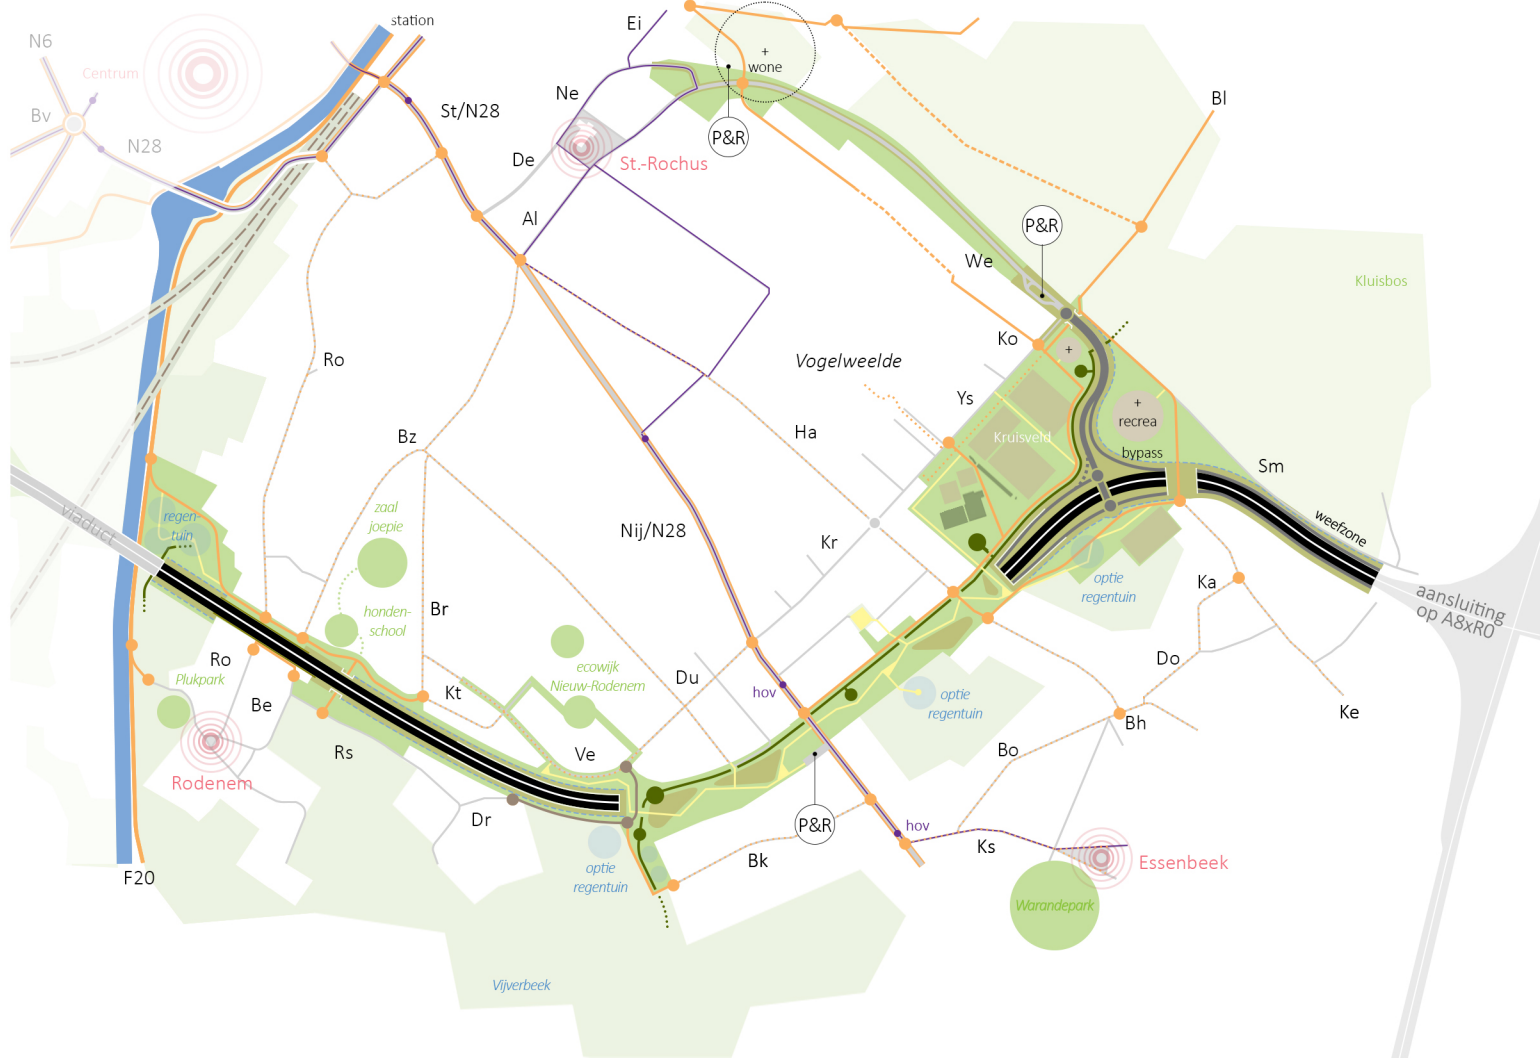 station
N6
Centrum
Bv
N28
St/N28
Ei
Ne
De
Al
St.-Rochus
+
wone
P&R
Bl
P&R
We
Kluisbos
Ko
+
Vogelweelde
Ys
+
recrea
Kruisveld
bypass
Sm
weefzone
Ro
Bz
Ha
zaal
joepie
regen-
tuin
viaduct
Nij/N28
Kr
optie
regentuin
Ka
aansluiting
op A8xR0
honden-
school
Br
Ro
Plukpark
Be
Kt
ecowijk
Nieuw-Rodenem
Du
hov
optie
regentuin
Do
Ke
Bh
Bo
Rs
Ve
Rodenem
Dr
P&R
hov
Ks
Bk
Essenbeek
F20
optie
regentuin
Warandepark
Vijverbeek